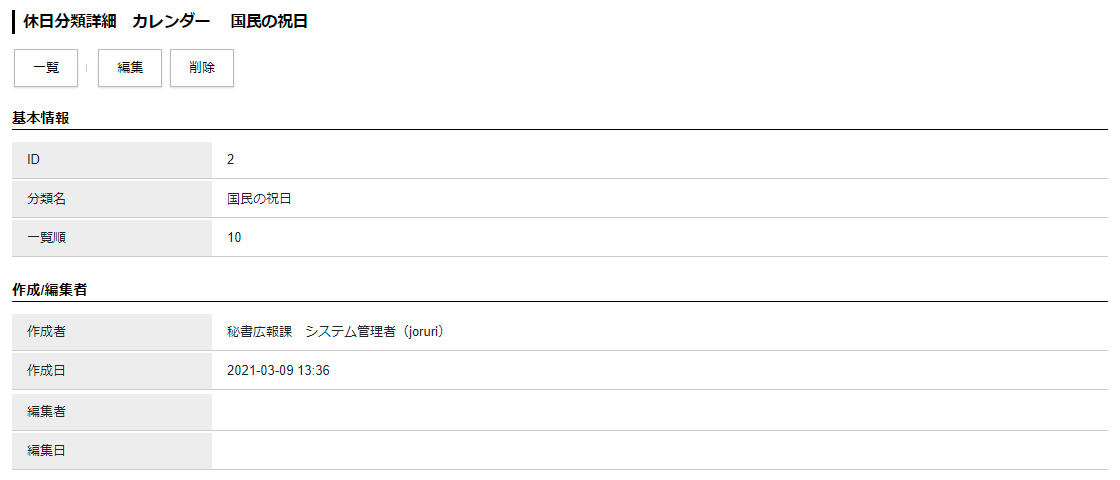 休日分類詳細　カレンダー　国民の祝日
一覧 編集 削除
基本情報
ID 2
分類名 国民の祝日
一覧順 10
作成/編集者
作成者 秘書広報課　システム管理者（joruri）
作成日 2021-03-09 13:36
編集者
編集日